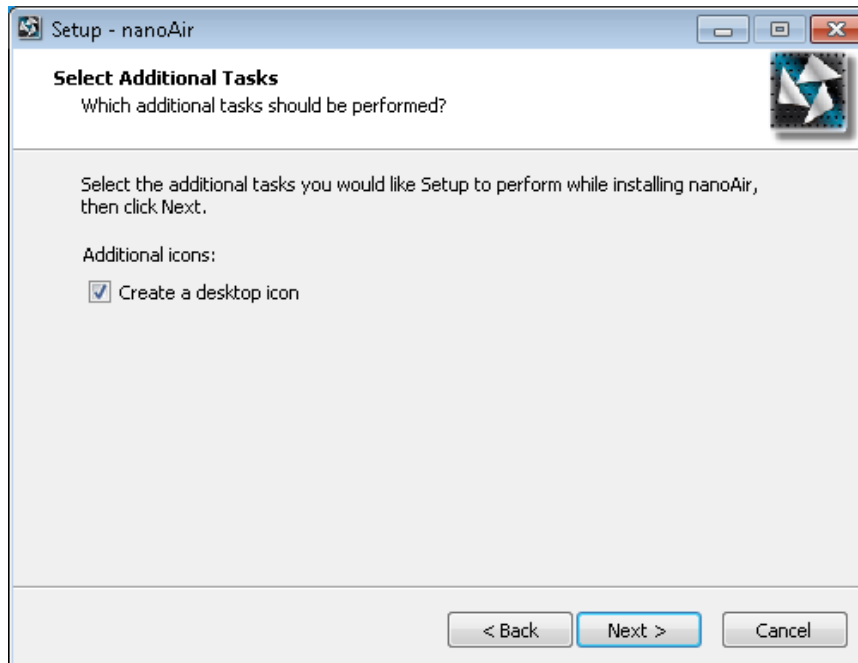 Setup - nanoAir
Select Additional Tasks
Which additional tasks should be performed?
Select the additional tasks you would like Setup to perform while installing nanoAir,
then click Next.
Additional icons:
Create a desktop icon
< Back Next > Cancel